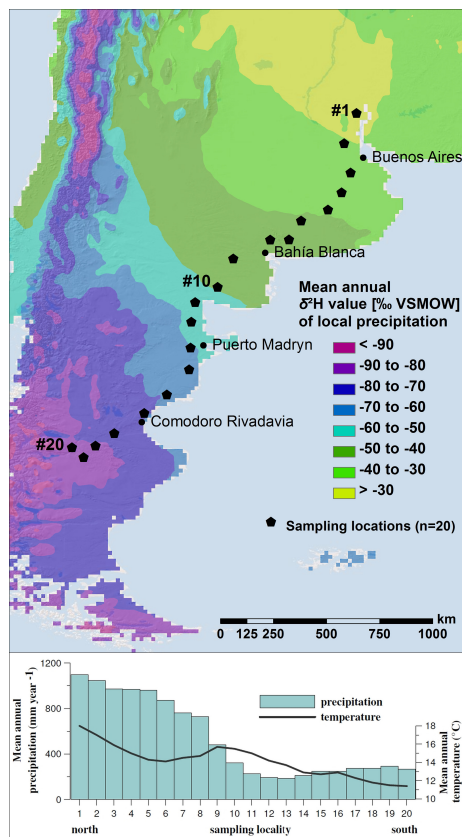 #1
Buenos Aires
Bahía Blanca
#10
Mean annual
δ²H value [‰ VSMOW]
of local precipitation
< -90
-90 to -80
-80 to -70
-70 to -60
-60 to -50
-50 to -40
-40 to -30
> -30
Puerto Madryn
Comodoro Rivadavia
#20
Sampling locations (n=20)
km
0 125 250 500 750 1000
Mean annual
precipitation (mm year -1)
1200
800
400
0
precipitation
temperature
18
16
14
12
10
Mean annual
temperature (°C)
1 2 3 4 5 6 7 8 9 10 11 12 13 14 15 16 17 18 19 20
north sampling locality south